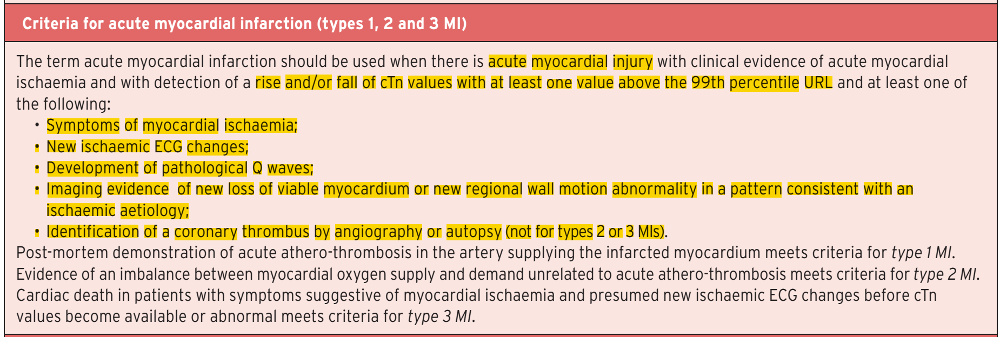 Criteria for acute myocardial infarction (types 1, 2 and 3 MI)
The term acute myocardial infarction should be used when there is acute myocardial injury with clinical evidence of acute myocardial
ischaemia and with detection of a rise and/or fall of cTn values with at least one value above the 99th percentile URL and at least one of
the following:
• Symptoms of myocardial ischaemia;
• New ischaemic ECG changes;
• Development of pathological Q waves;
• Imaging evidence of new loss of viable myocardium or new regional wall motion abnormality in a pattern consistent with an
ischaemic aetiology;
• Identification of a coronary thrombus by angiography or autopsy (not for types 2 or 3 MIs).
Post-mortem demonstration of acute athero-thrombosis in the artery supplying the infarcted myocardium meets criteria for type 1 MI.
Evidence of an imbalance between myocardial oxygen supply and demand unrelated to acute athero-thrombosis meets criteria for type 2 MI.
Cardiac death in patients with symptoms suggestive of myocardial ischaemia and presumed new ischaemic ECG changes before cTn
values become available or abnormal meets criteria for type 3 MI.